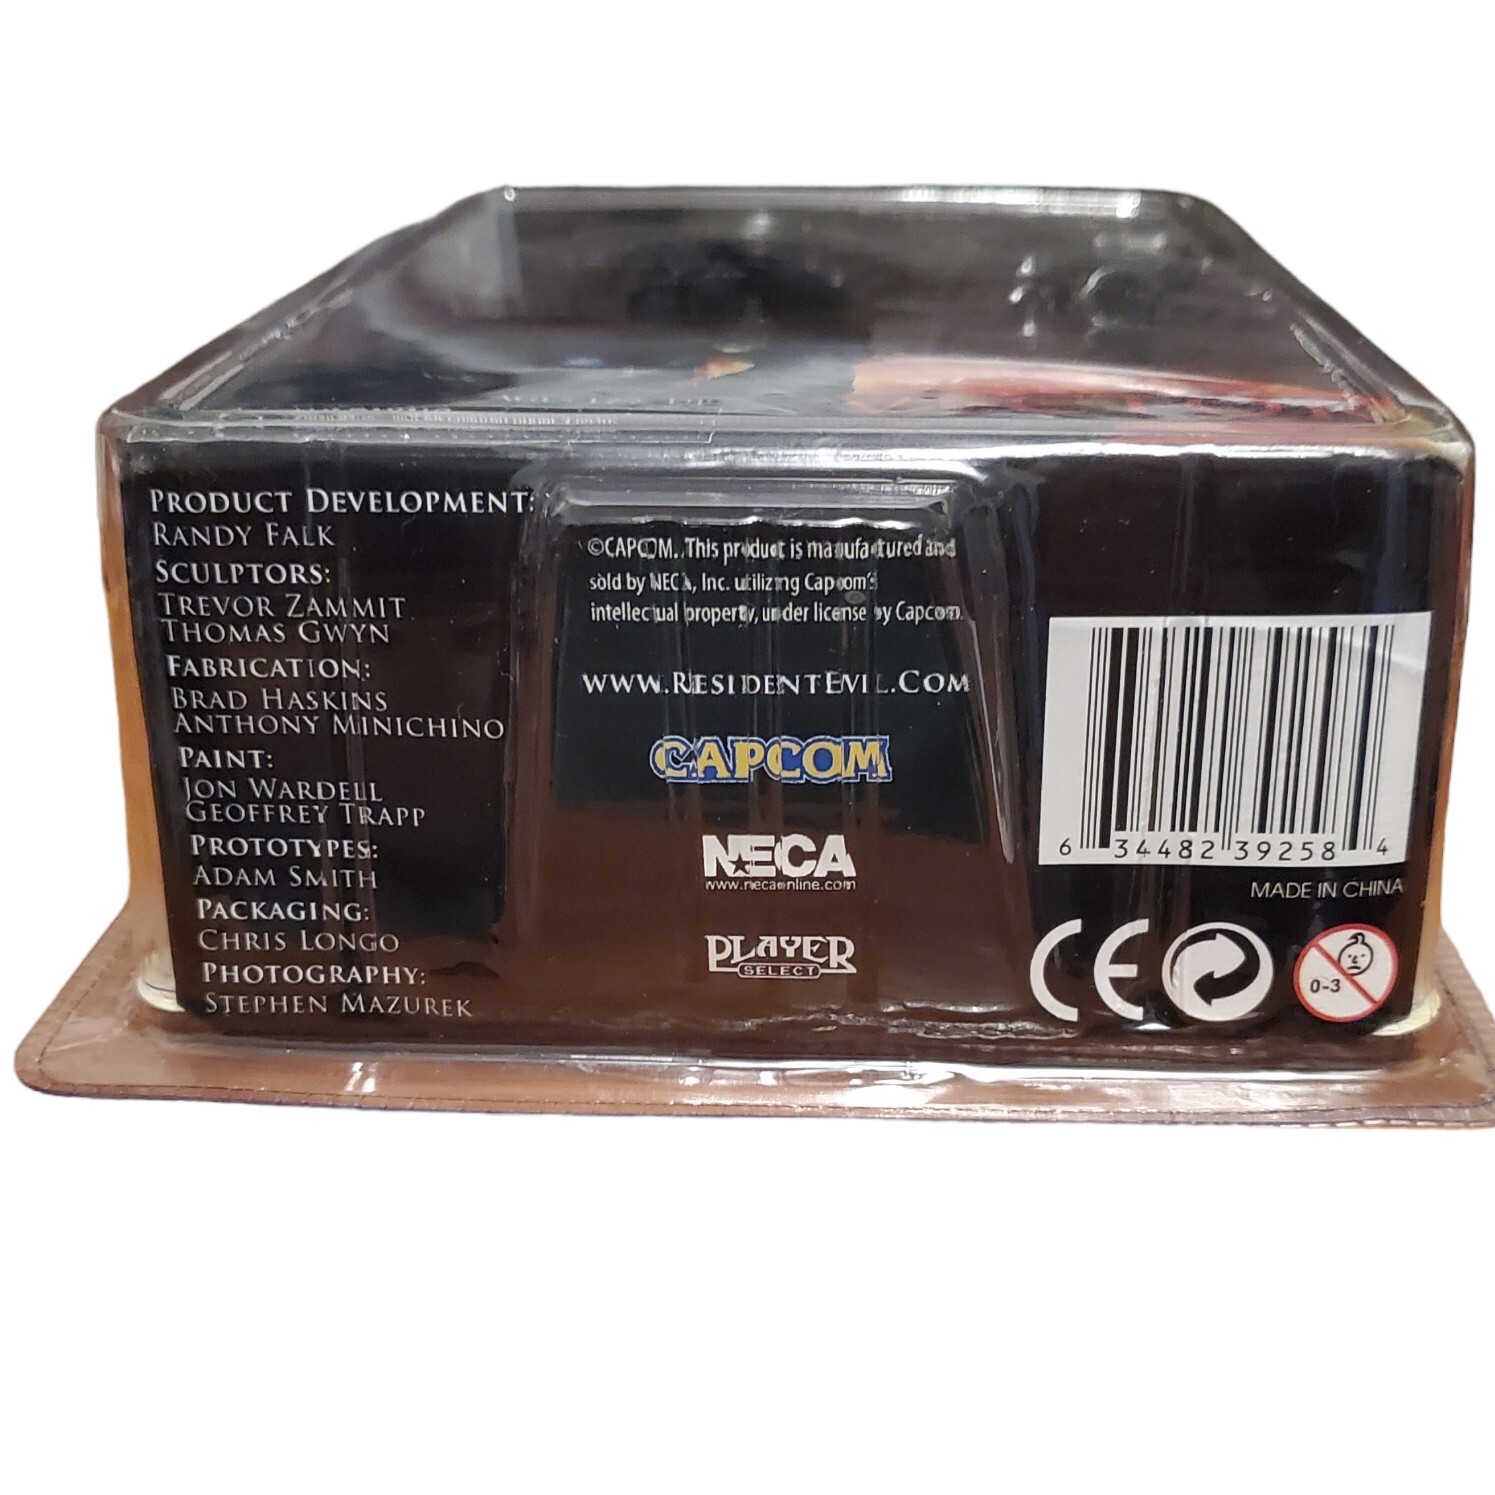 PRODUCT DEVELOPMENT:
RANDY FALK
SCULPTORS:
TREVOR ZAMMIT
THOMAS GWYN
FABRICATION:
BRAD HASKINS
ANTHONY MINICHINO
PAINT:
JON WARDELL
GEOFFREY TRAPP
PROTOTYPES:
ADAM SMITH
PACKAGING:
CHRIS LONGO
PHOTOGRAPHY:
STEPHEN MAZUREK
©CAPCOM. This product is manufactured and
sold by NECA, Inc. utilizing Capcom's
intellectual property, under license by Capcom.
WWW.RESIDENTEVIL.COM
CAPCOM
NECA
www.necaonline.com
PLAYER
SELECT
6 34482 39258 4
MADE IN CHINA
CE
0-3